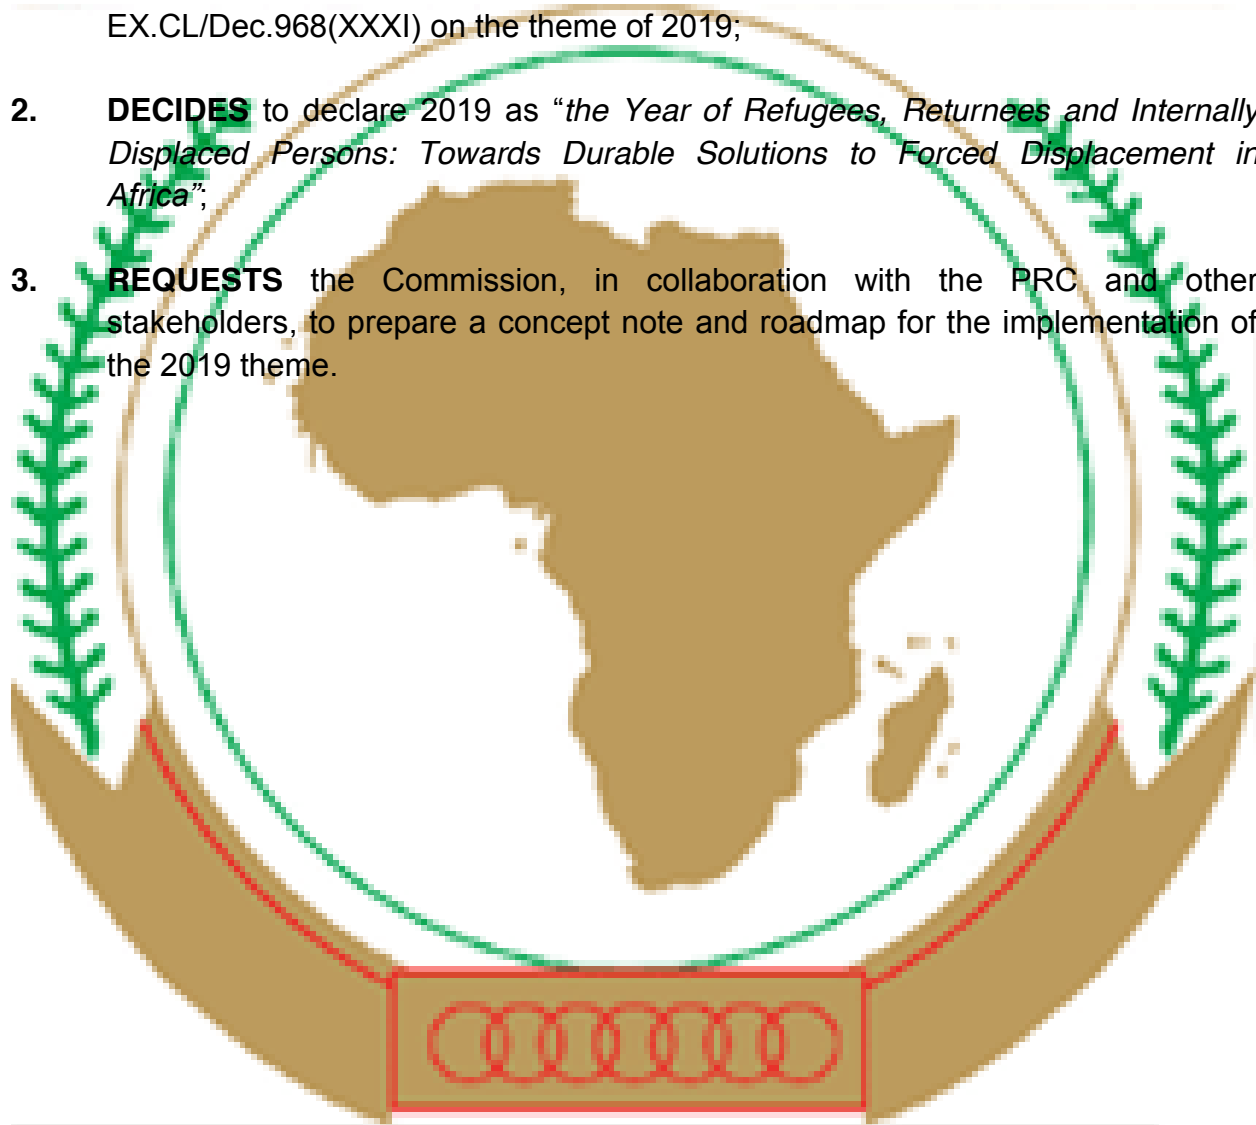 EX.CL/Dec.968(XXXI) on the theme of 2019;
2. DECIDES to declare 2019 as “the Year of Refugees, Returnees and Internally
Displaced Persons: Towards Durable Solutions to Forced Displacement in
Africa”;
3. REQUESTS the Commission, in collaboration with the PRC and other
stakeholders, to prepare a concept note and roadmap for the implementation of
the 2019 theme.